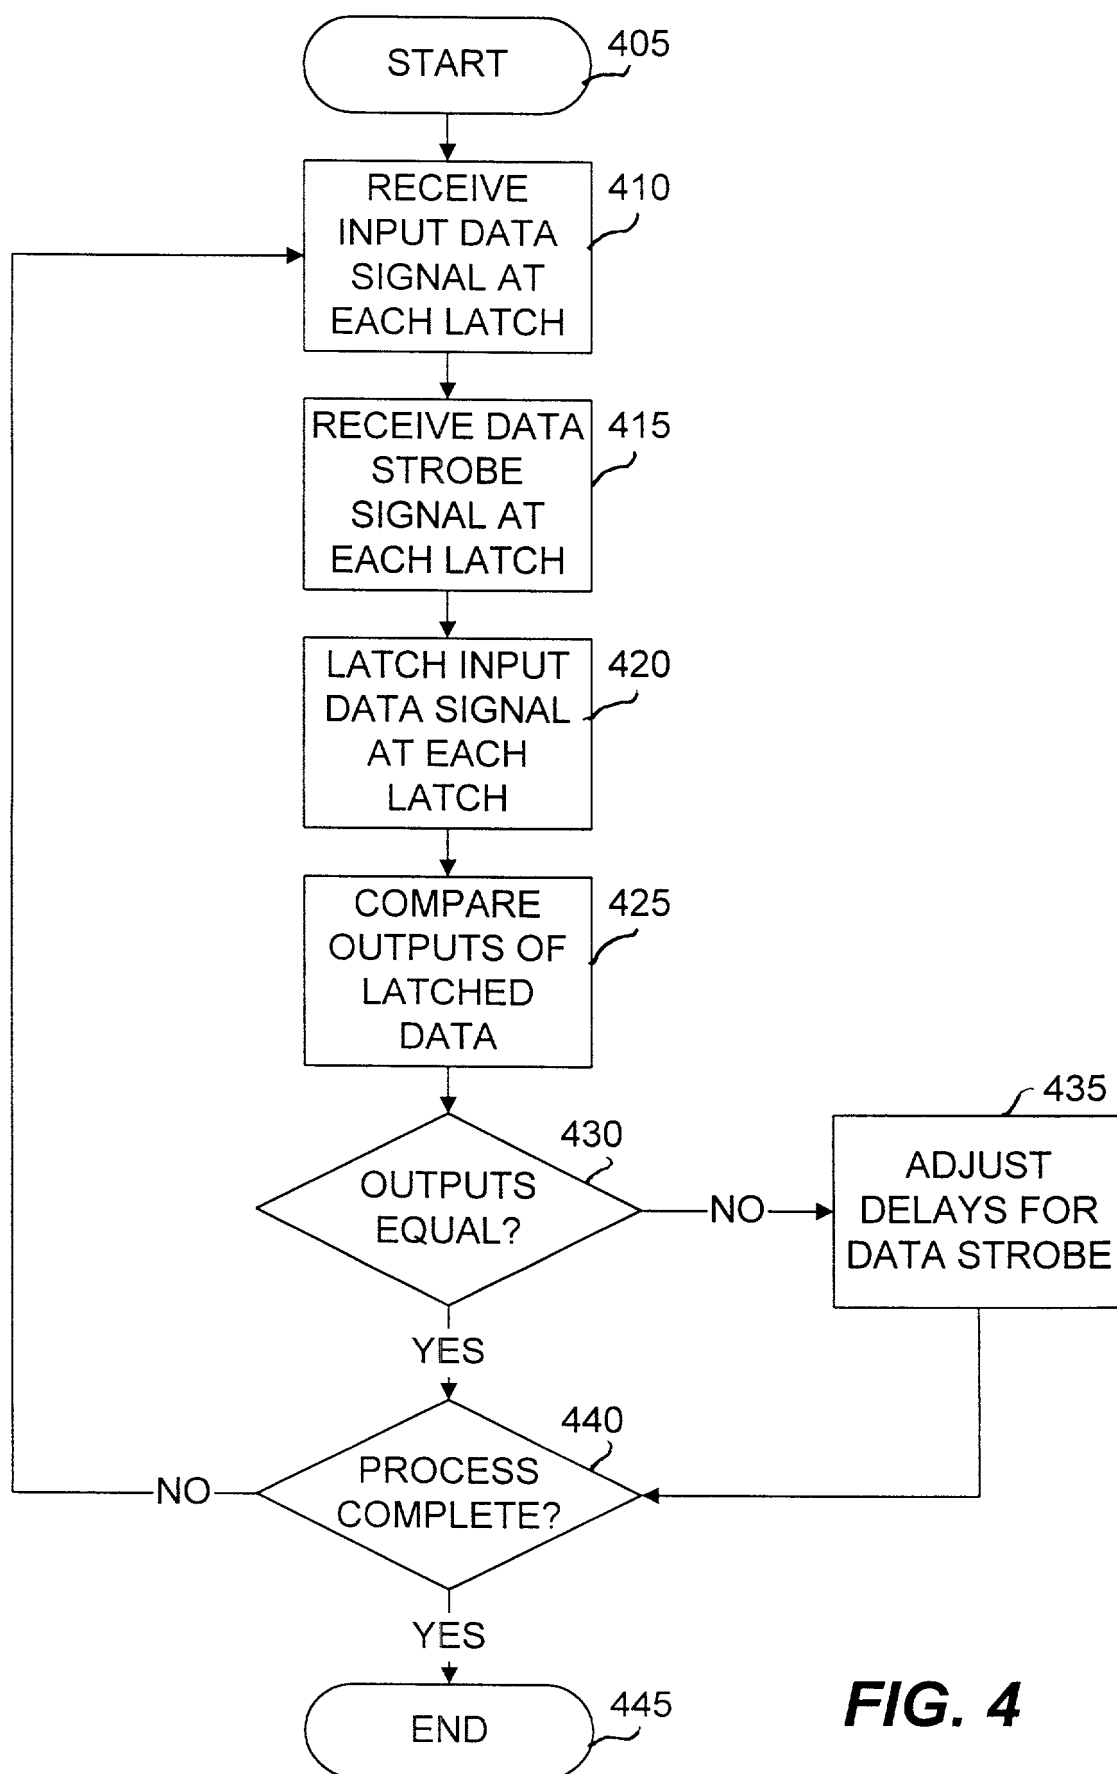 START
405
RECEIVE
INPUT DATA
SIGNAL AT
EACH LATCH
410
RECEIVE DATA
STROBE
SIGNAL AT
EACH LATCH
415
LATCH INPUT
DATA SIGNAL
AT EACH
LATCH
420
COMPARE
OUTPUTS OF
LATCHED
DATA
425
OUTPUTS
EQUAL?
430
NO
435
ADJUST
DELAYS FOR
DATA STROBE
YES
PROCESS
COMPLETE?
440
NO
YES
END
445
FIG. 4